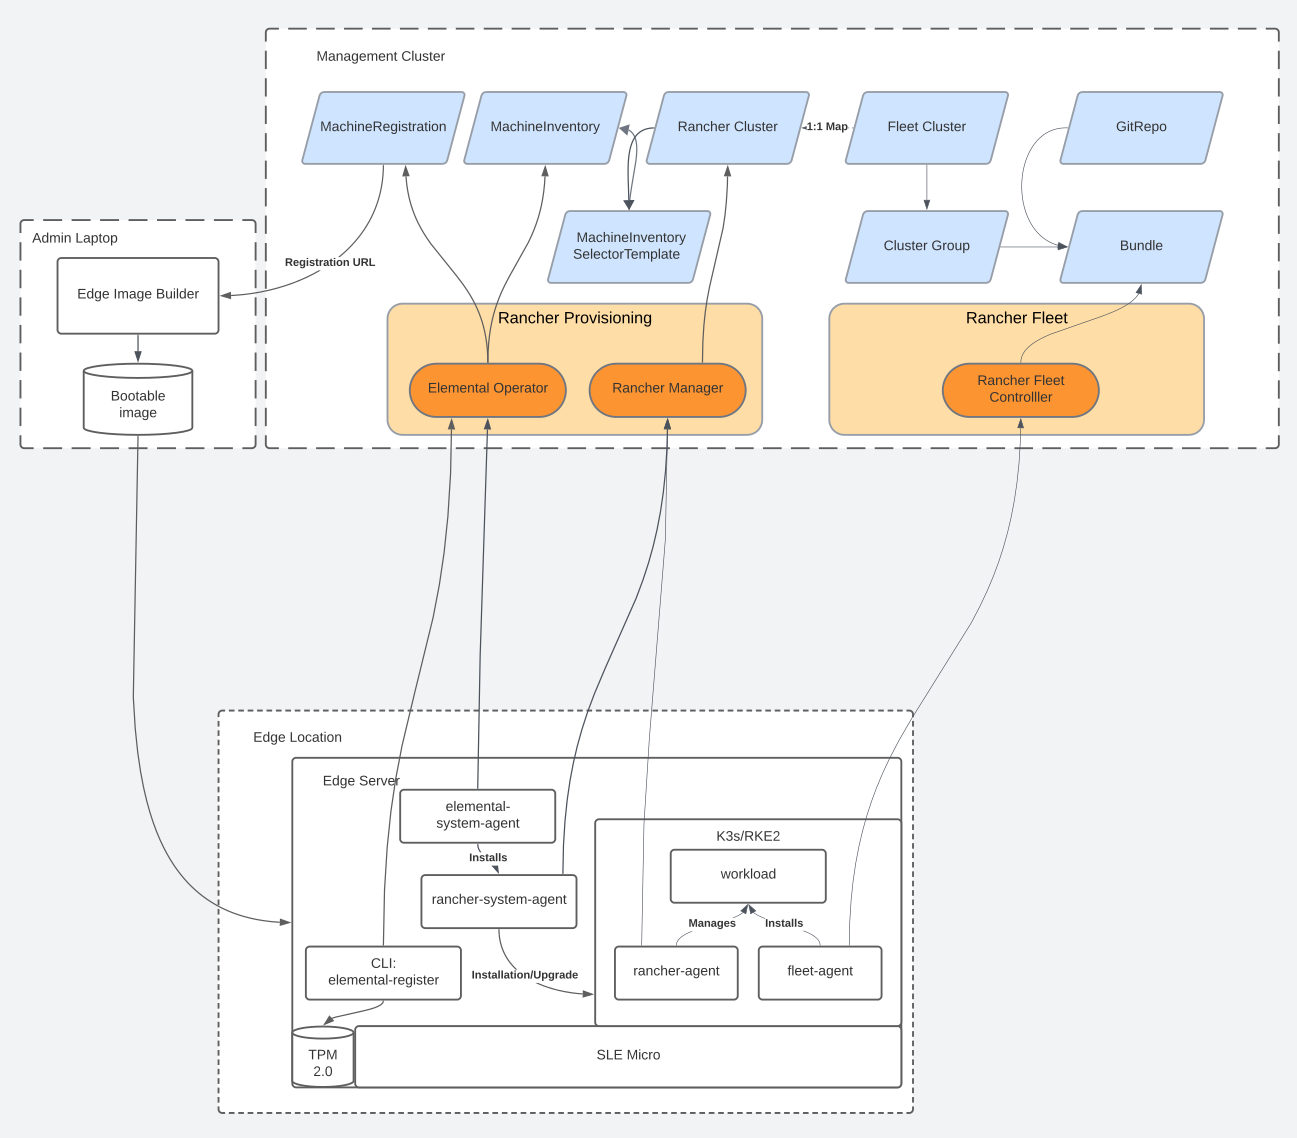 Management Cluster
MachineRegistration
MachineInventory
Rancher Cluster
1:1 Map
Fleet Cluster
GitRepo
MachineInventory
SelectorTemplate
Cluster Group
Bundle
Admin Laptop
Registration URL
Edge Image Builder
Bootable
image
Rancher Provisioning
Elemental Operator
Rancher Manager
Rancher Fleet
Rancher Fleet
Controlller
Edge Location
Edge Server
elemental-
system-agent
Installs
rancher-system-agent
Installation/Upgrade
CLI:
elemental-register
K3s/RKE2
workload
Manages
Installs
rancher-agent
fleet-agent
TPM
2.0
SLE Micro